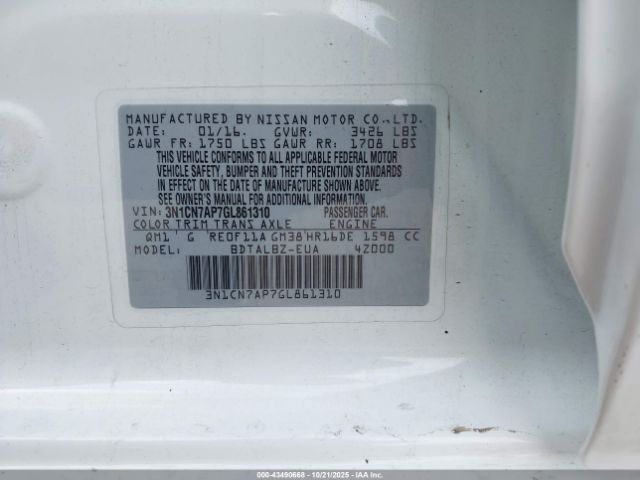 MANUFACTURED BY NISSAN MOTOR CO.,LTD.
DATE: 01/16. GVWR: 3426 LBS
GAWR FR: 1750 LBS GAWR RR: 1708 LBS
THIS VEHICLE CONFORMS TO ALL APPLICABLE FEDERAL MOTOR
VEHICLE SAFETY, BUMPER AND THEFT PREVENTION STANDARDS
IN EFFECT ON THE DATE OF MANUFACTURE SHOWN ABOVE.
SEE OWNER'S MANUAL FOR ADDITIONAL INFORMATION.
VIN: 3N1CN7AP7GL861310 PASSENGER CAR.
COLOR TRIM TRANS AXLE ENGINE
QM1 G RE0F11A GM38 HR16DE 1598 CC
MODEL: BDTALBZ-EUA 4Z000
3N1CN7AP7GL861310
000-43490668 10/21/2025 Copyright IAA, LLC